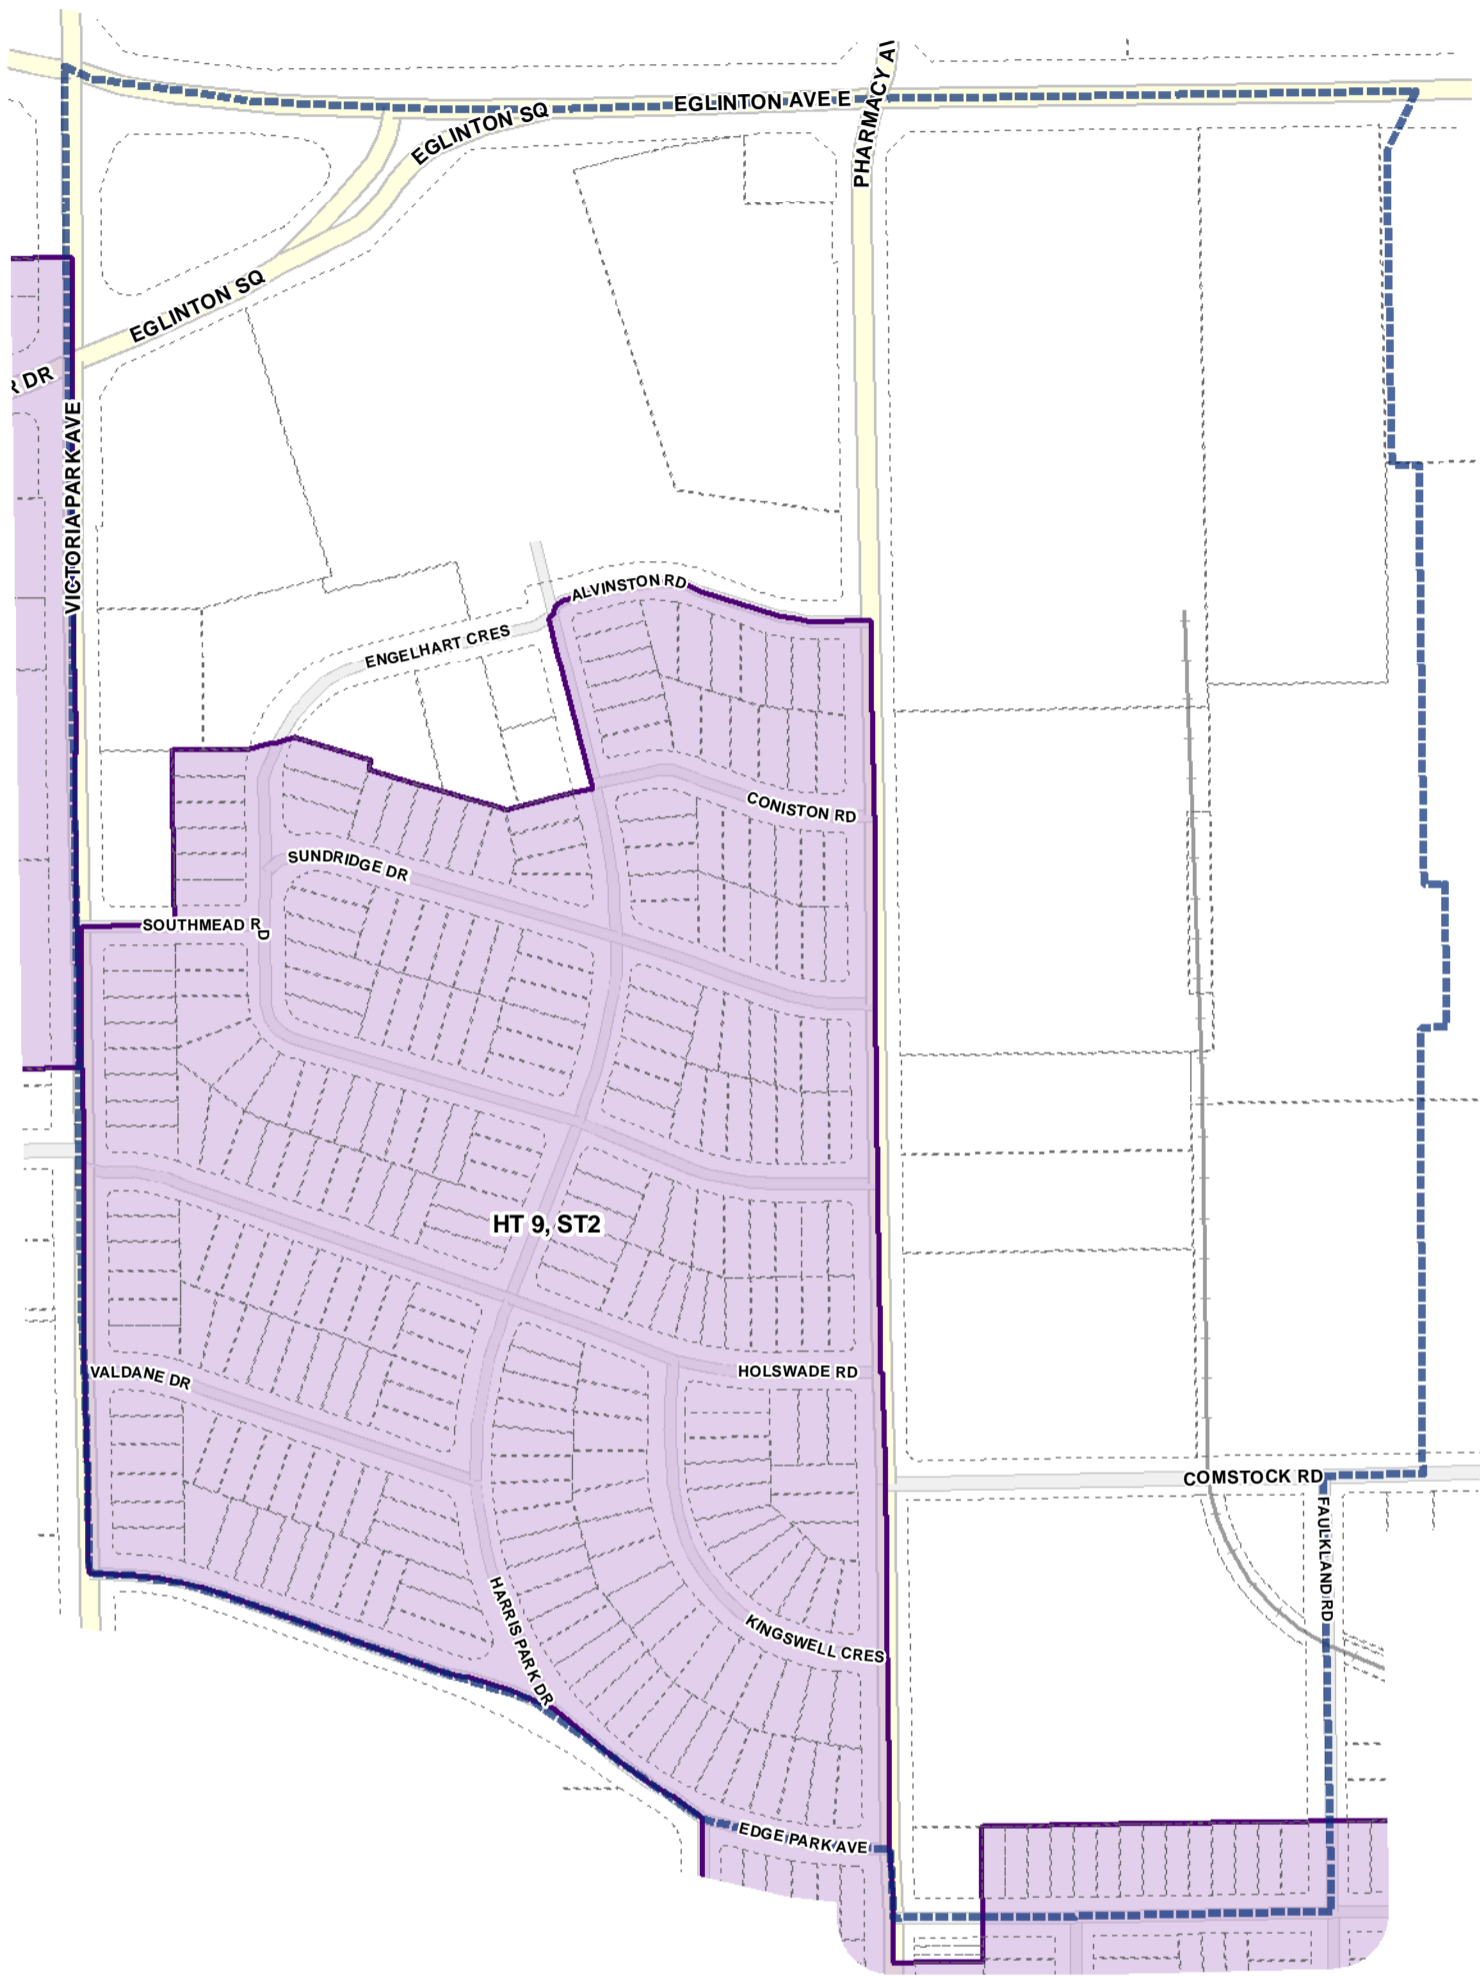 PHARMACY A
EGLINTON AVE E
EGLINTON SQ
EGLINTON SQ
R DR
VICTORIA PARK AVE
ALVINSTON RD
ENGELHART CRES
CONISTON RD
SUNDRIDGE DR
SOUTHMEAD RD
HT 9, ST2
HOLSWADE RD
VALDANE DR
COMSTOCK RD
FAULKLAND RD
HARRIS PARK DR
KINGSWELL CRES
EDGE PARK AVE